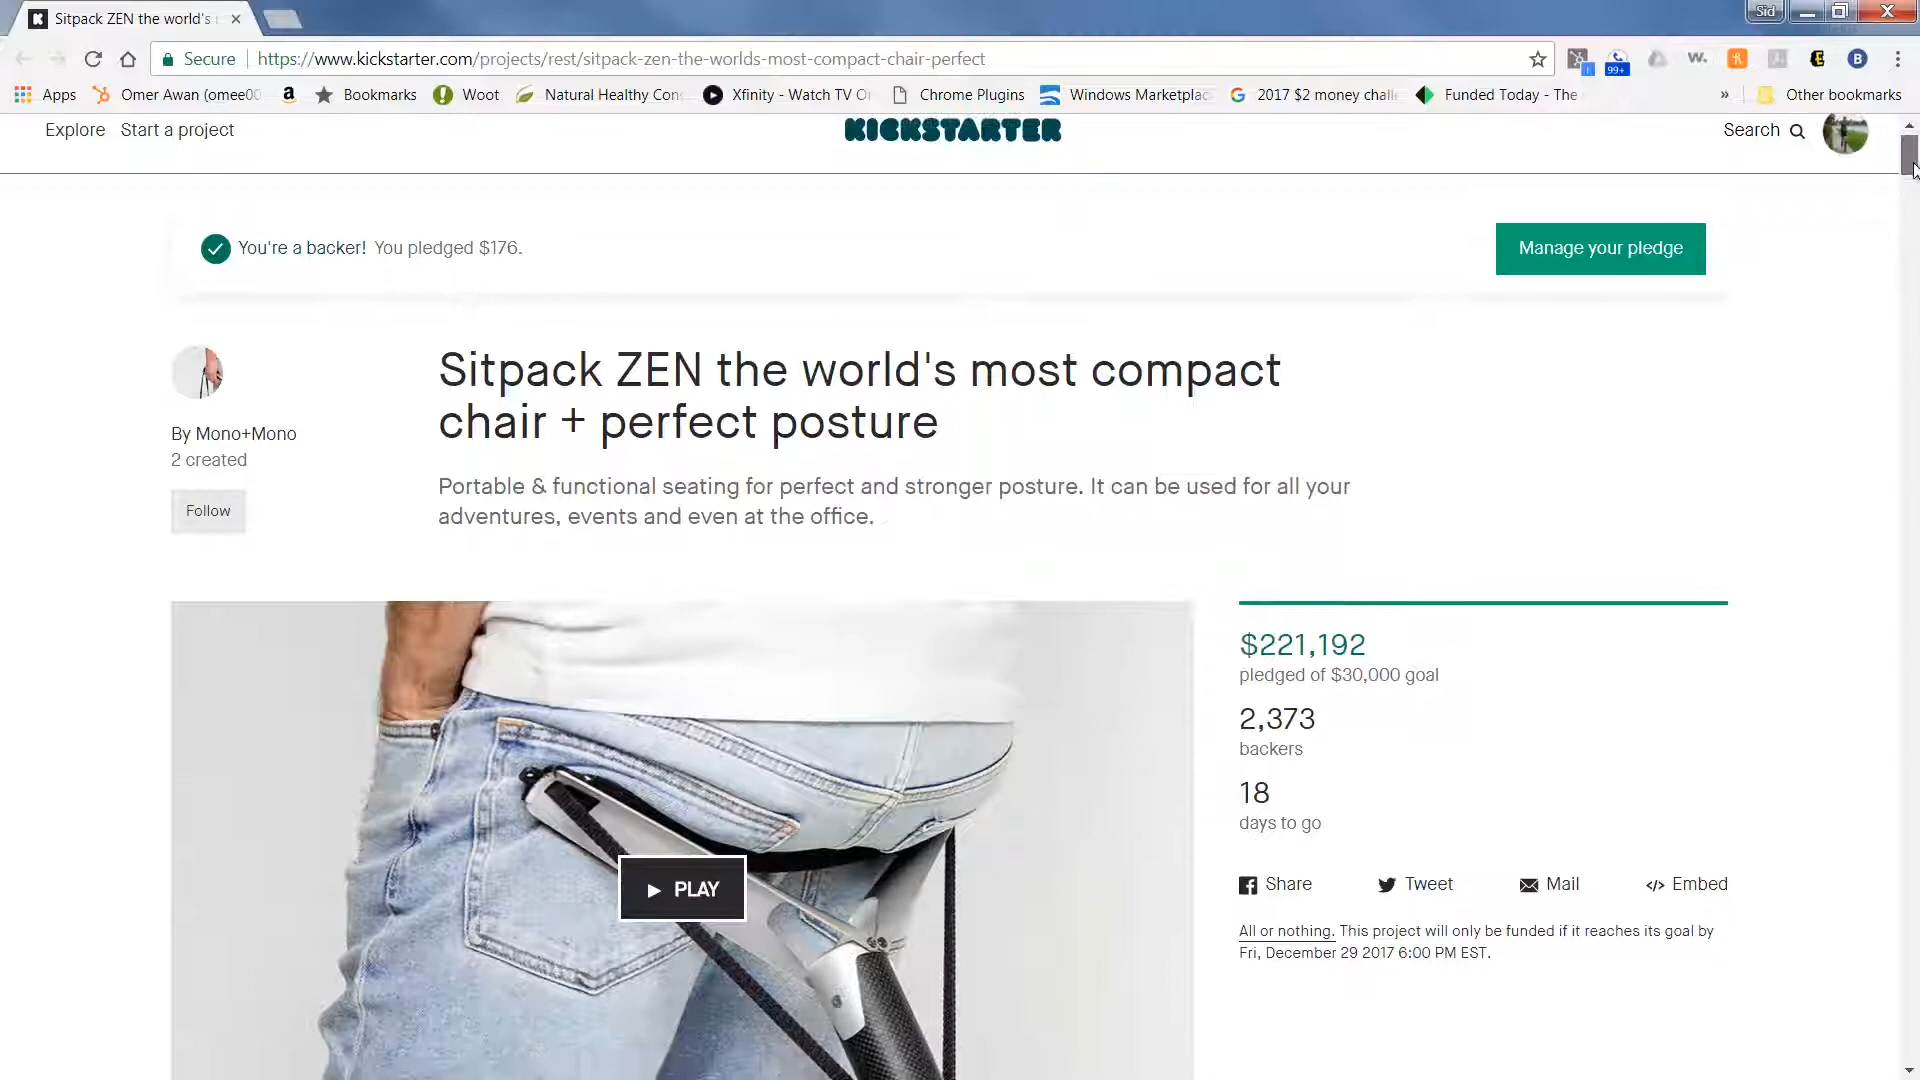 Sitpack ZEN the world's
Sid
Secure
https://www.kickstarter.com/projects/rest/sitpack-zen-the-worlds-most-compact-chair-perfect
99+
Apps
Omer Awan (omee00
Bookmarks
Woot
Natural Healthy Con
Xfinity - Watch TV O
Chrome Plugins
Windows Marketplac
2017 $2 money chall
Funded Today - The
»
Other bookmarks
Explore
Start a project
KICKSTARTER
Search
You're a backer! You pledged $176.
Manage your pledge
Sitpack ZEN the world's most compact
chair + perfect posture
By Mono+Mono
2 created
Follow
Portable & functional seating for perfect and stronger posture. It can be used for all your
adventures, events and even at the office.
PLAY
$221,192
pledged of $30,000 goal
2,373
backers
18
days to go
Share
Tweet
Mail
Embed
All or nothing. This project will only be funded if it reaches its goal by
Fri, December 29 2017 6:00 PM EST.